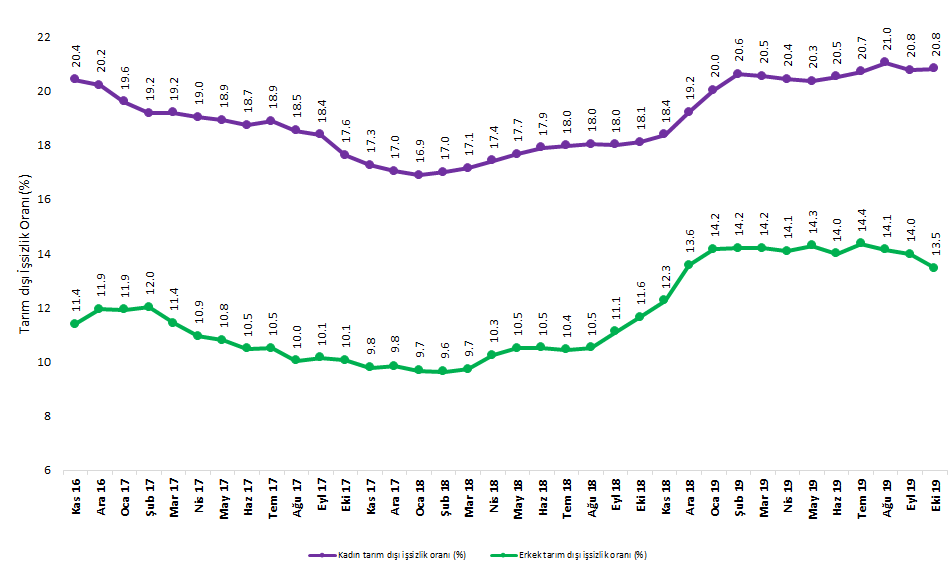 Tarım dışı İşsizlik Oranı (%)
22
20
18
16
14
12
10
8
6
20.4 20.2 19.6 19.2 19.2 19.0 18.9 18.7 18.9 18.5 18.4 17.6 17.3 17.0 16.9 17.0 17.1 17.4 17.7 17.9 18.0 18.0 18.0 18.1 18.4 19.2 20.0 20.6 20.5 20.4 20.3 20.5 20.7 21.0 20.8 20.8
11.4 11.9 11.9 12.0 11.4 10.9 10.8 10.5 10.5 10.0 10.1 10.1 9.8 9.8 9.7 9.6 9.7 10.3 10.5 10.5 10.4 10.5 11.1 11.6 12.3 13.6 14.2 14.2 14.2 14.1 14.3 14.0 14.4 14.1 14.0 13.5
Kas 16 Ara 16 Oca 17 Şub 17 Mar 17 Nis 17 May 17 Haz 17 Tem 17 Ağu 17 Eyl 17 Eki 17 Kas 17 Ara 17 Oca 18 Şub 18 Mar 18 Nis 18 May 18 Haz 18 Tem 18 Ağu 18 Eyl 18 Eki 18 Kas 18 Ara 18 Oca 19 Şub 19 Mar 19 Nis 19 May 19 Haz 19 Tem 19 Ağu 19 Eyl 19 Eki 19
Kadın tarım dışı işsizlik oranı (%) Erkek tarım dışı işsizlik oranı (%)